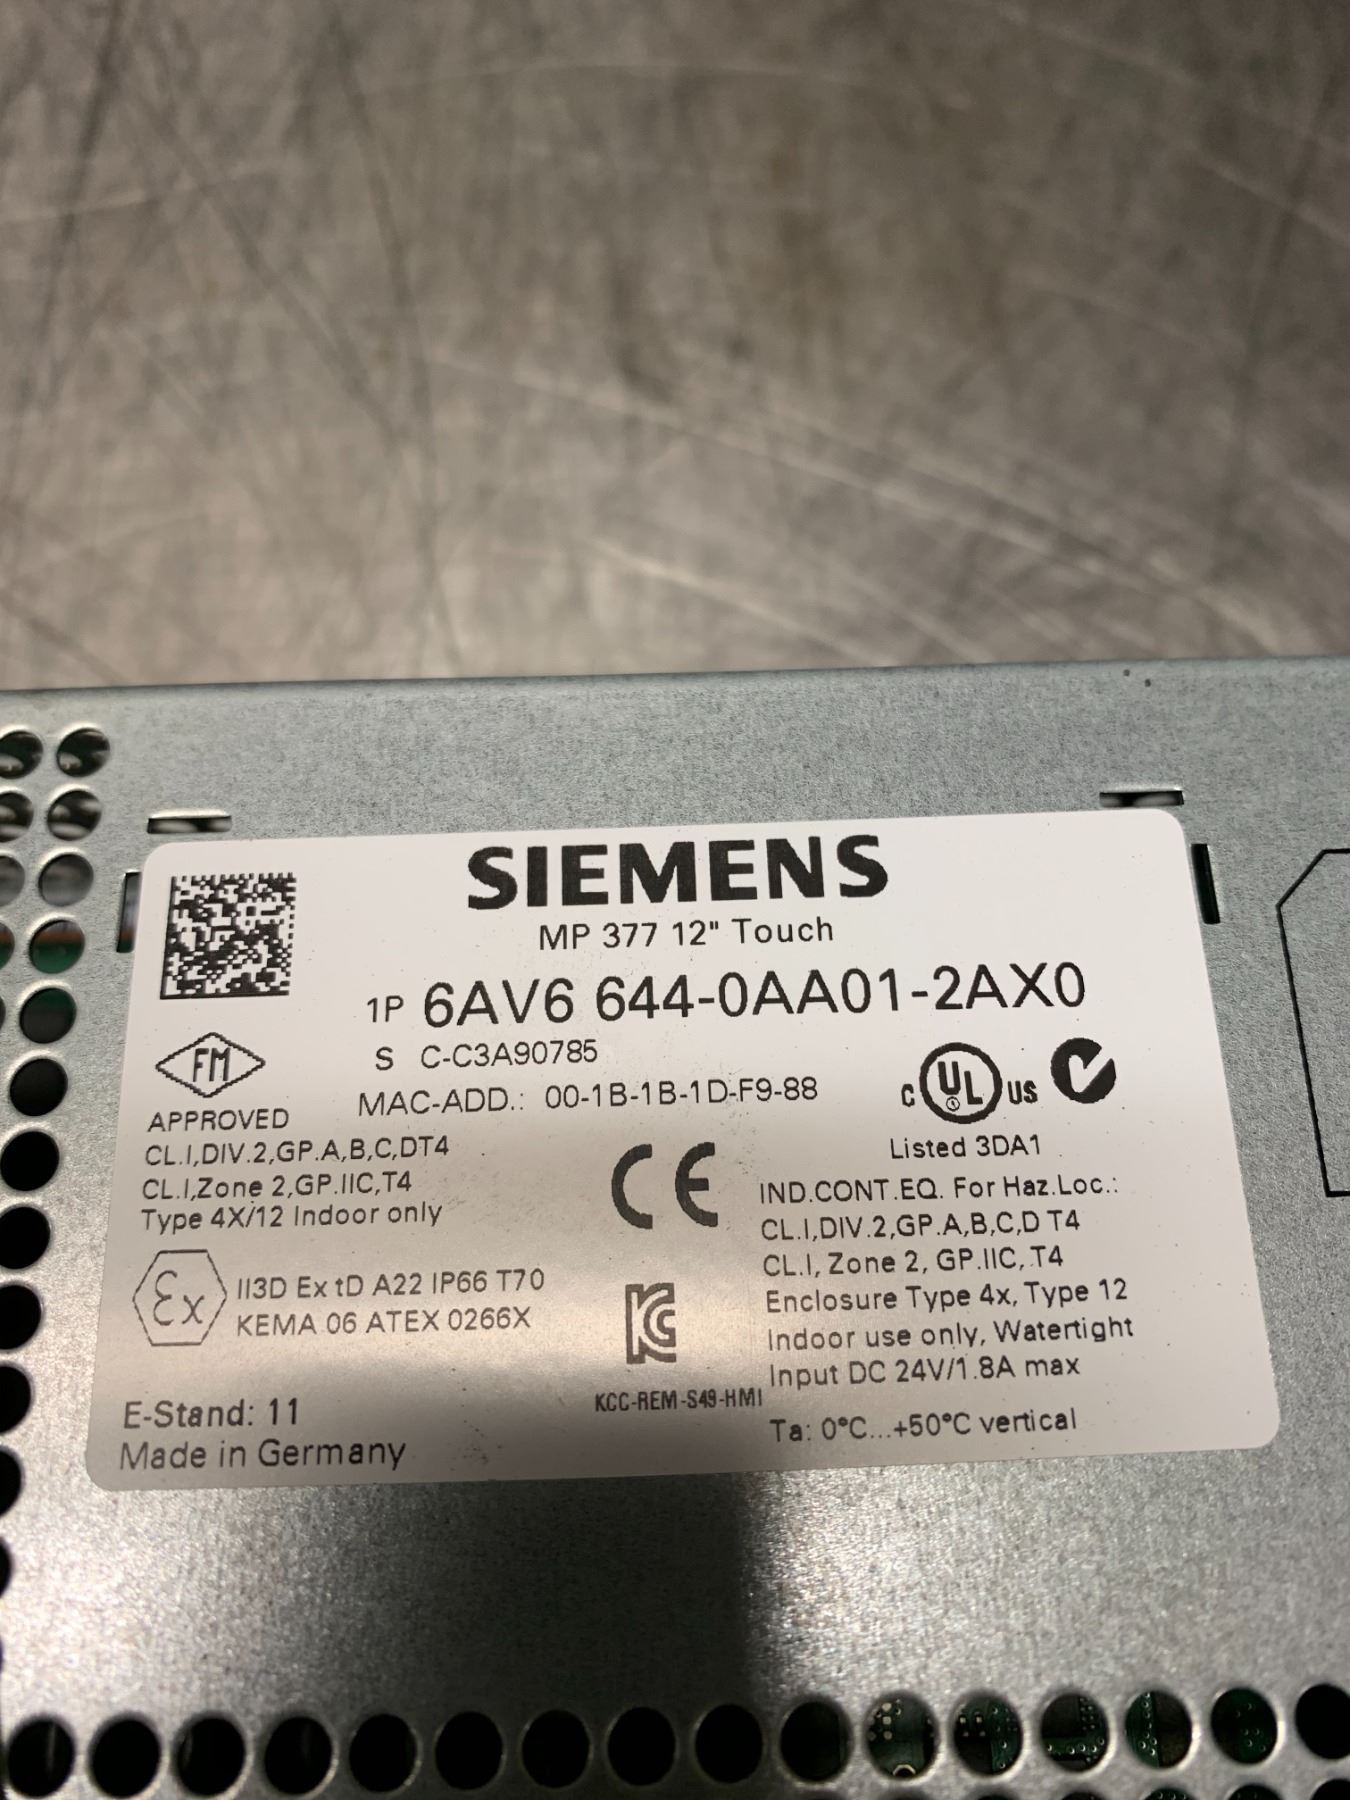 SIEMENS
MP 377 12" Touch
1P 6AV6 644-0AA01-2AX0
S C-C3A90785
MAC-ADD.: 00-1B-1B-1D-F9-88
FM
APPROVED
CL.I,DIV.2,GP.A,B,C,DT4
CL.I,Zone 2,GP.IIC,T4
Type 4X/12 Indoor only
Ex
II3D Ex tD A22 IP66 T70
KEMA 06 ATEX 0266X
E-Stand: 11
Made in Germany
CE
KC
KCC-REM-S49-HMI
C UL US
Listed 3DA1
IND.CONT.EQ. For Haz.Loc.:
CL.I,DIV.2,GP.A,B,C,D T4
CL.I, Zone 2, GP.IIC, T4
Enclosure Type 4x, Type 12
Indoor use only, Watertight
Input DC 24V/1.8A max
Ta: 0°C...+50°C vertical